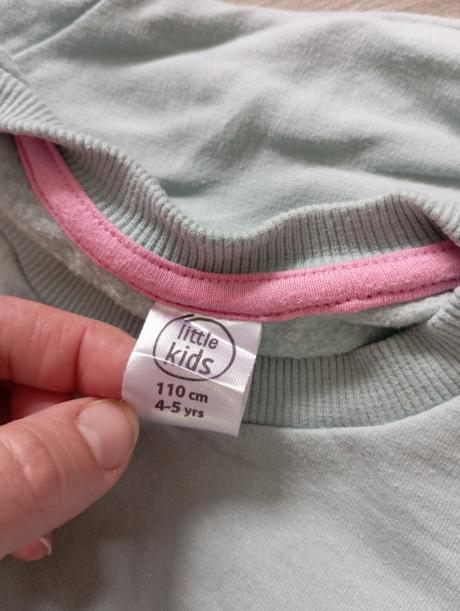 little
kids
110 cm
4-5 yrs